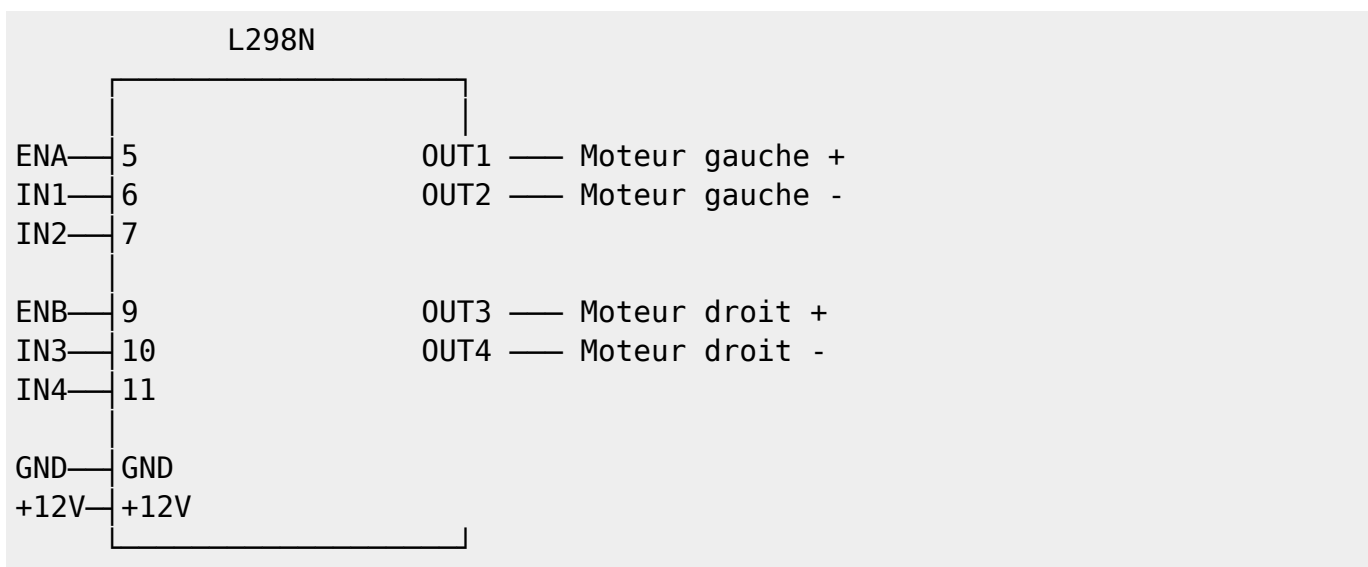 L298N
ENA 5 OUT1 Moteur gauche +
IN1 6 OUT2 Moteur gauche -
IN2 7
ENB 9 OUT3 Moteur droit +
IN3 10 OUT4 Moteur droit -
IN4 11
GND GND
+12V +12V